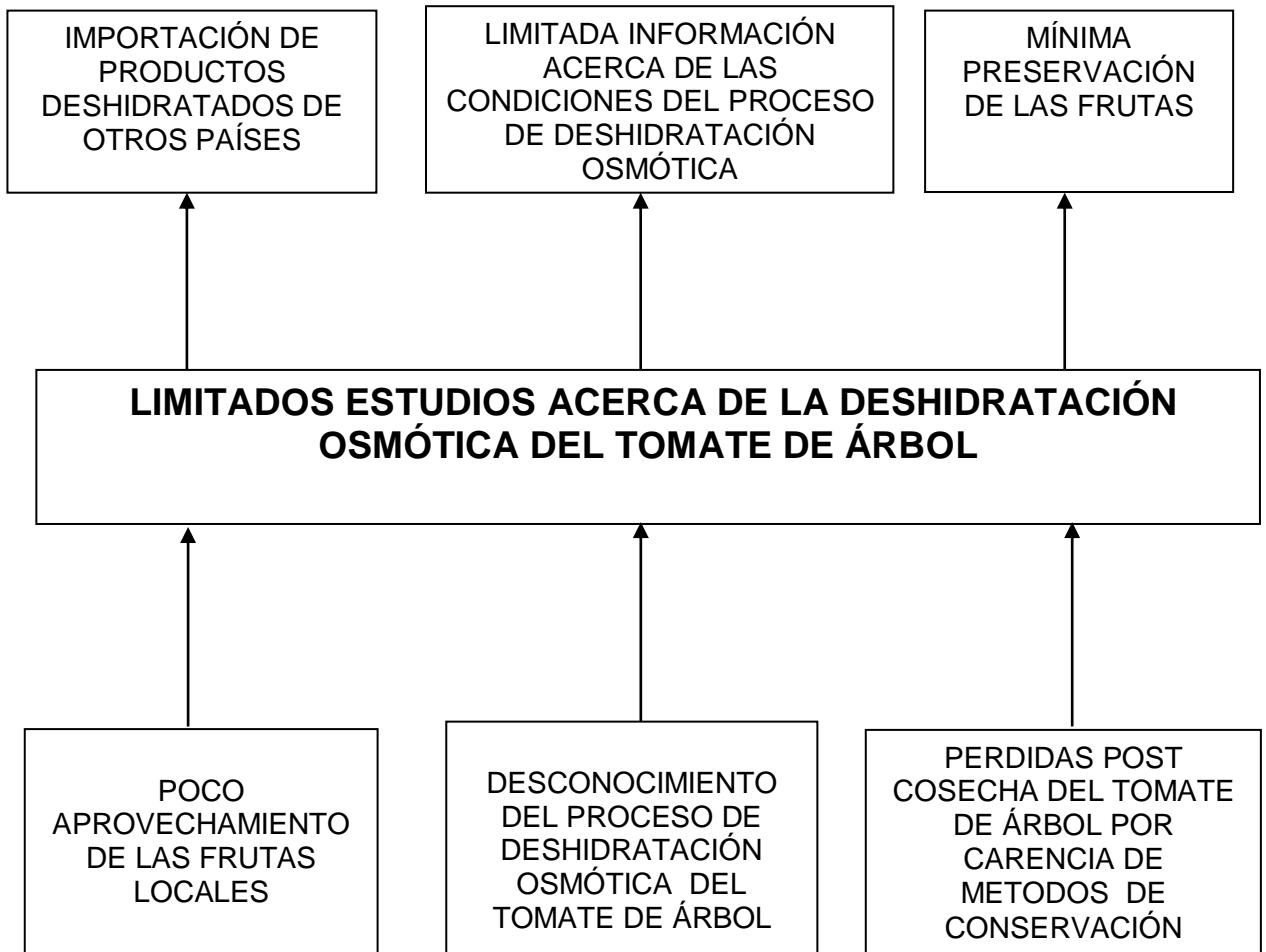 IMPORTACIÓN DE
PRODUCTOS
DESHIDRATADOS DE
OTROS PAÍSES
LIMITADA INFORMACIÓN
ACERCA DE LAS
CONDICIONES DEL PROCESO
DE DESHIDRATACIÓN
OSMÓTICA
MÍNIMA
PRESERVACIÓN
DE LAS FRUTAS
LIMITADOS ESTUDIOS ACERCA DE LA DESHIDRATACIÓN
OSMÓTICA DEL TOMATE DE ÁRBOL
POCO
APROVECHAMIENTO
DE LAS FRUTAS
LOCALES
DESCONOCIMIENTO
DEL PROCESO DE
DESHIDRATACIÓN
OSMÓTICA DEL
TOMATE DE ÁRBOL
PERDIDAS POST
COSECHA DEL TOMATE
DE ÁRBOL POR
CARENCIA DE
METODOS DE
CONSERVACIÓN